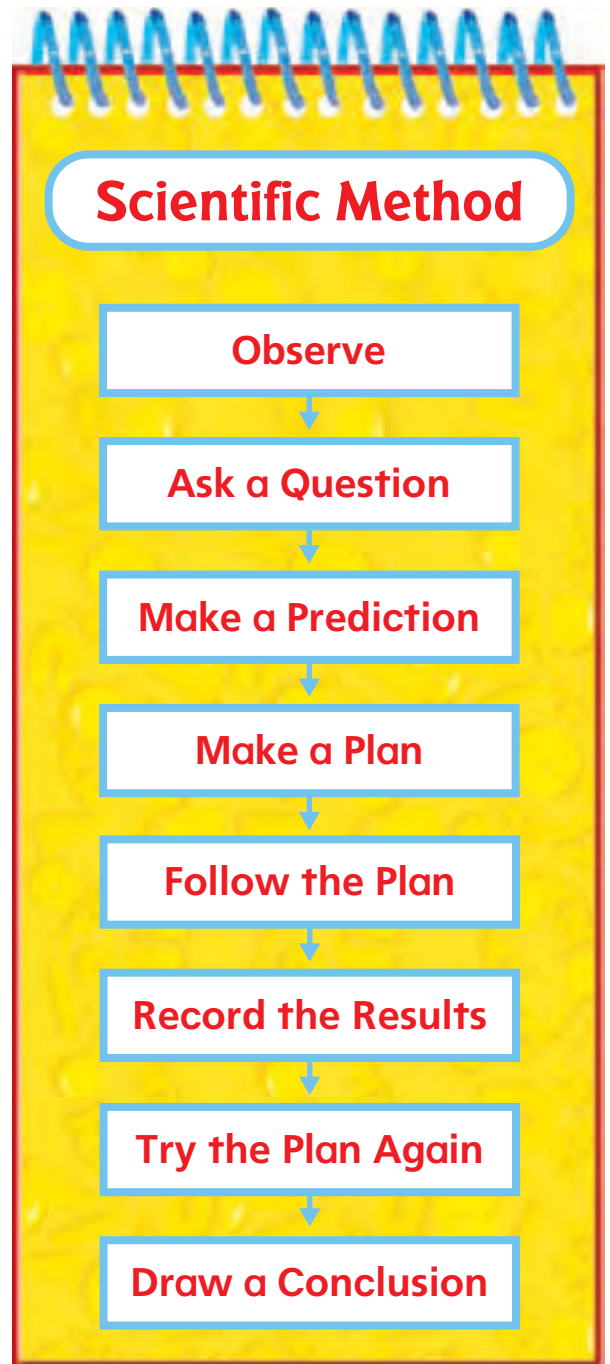 Scientific Method
Observe
Ask a Question
Make a Prediction
Make a Plan
Follow the Plan
Record the Results
Try the Plan Again
Draw a Conclusion